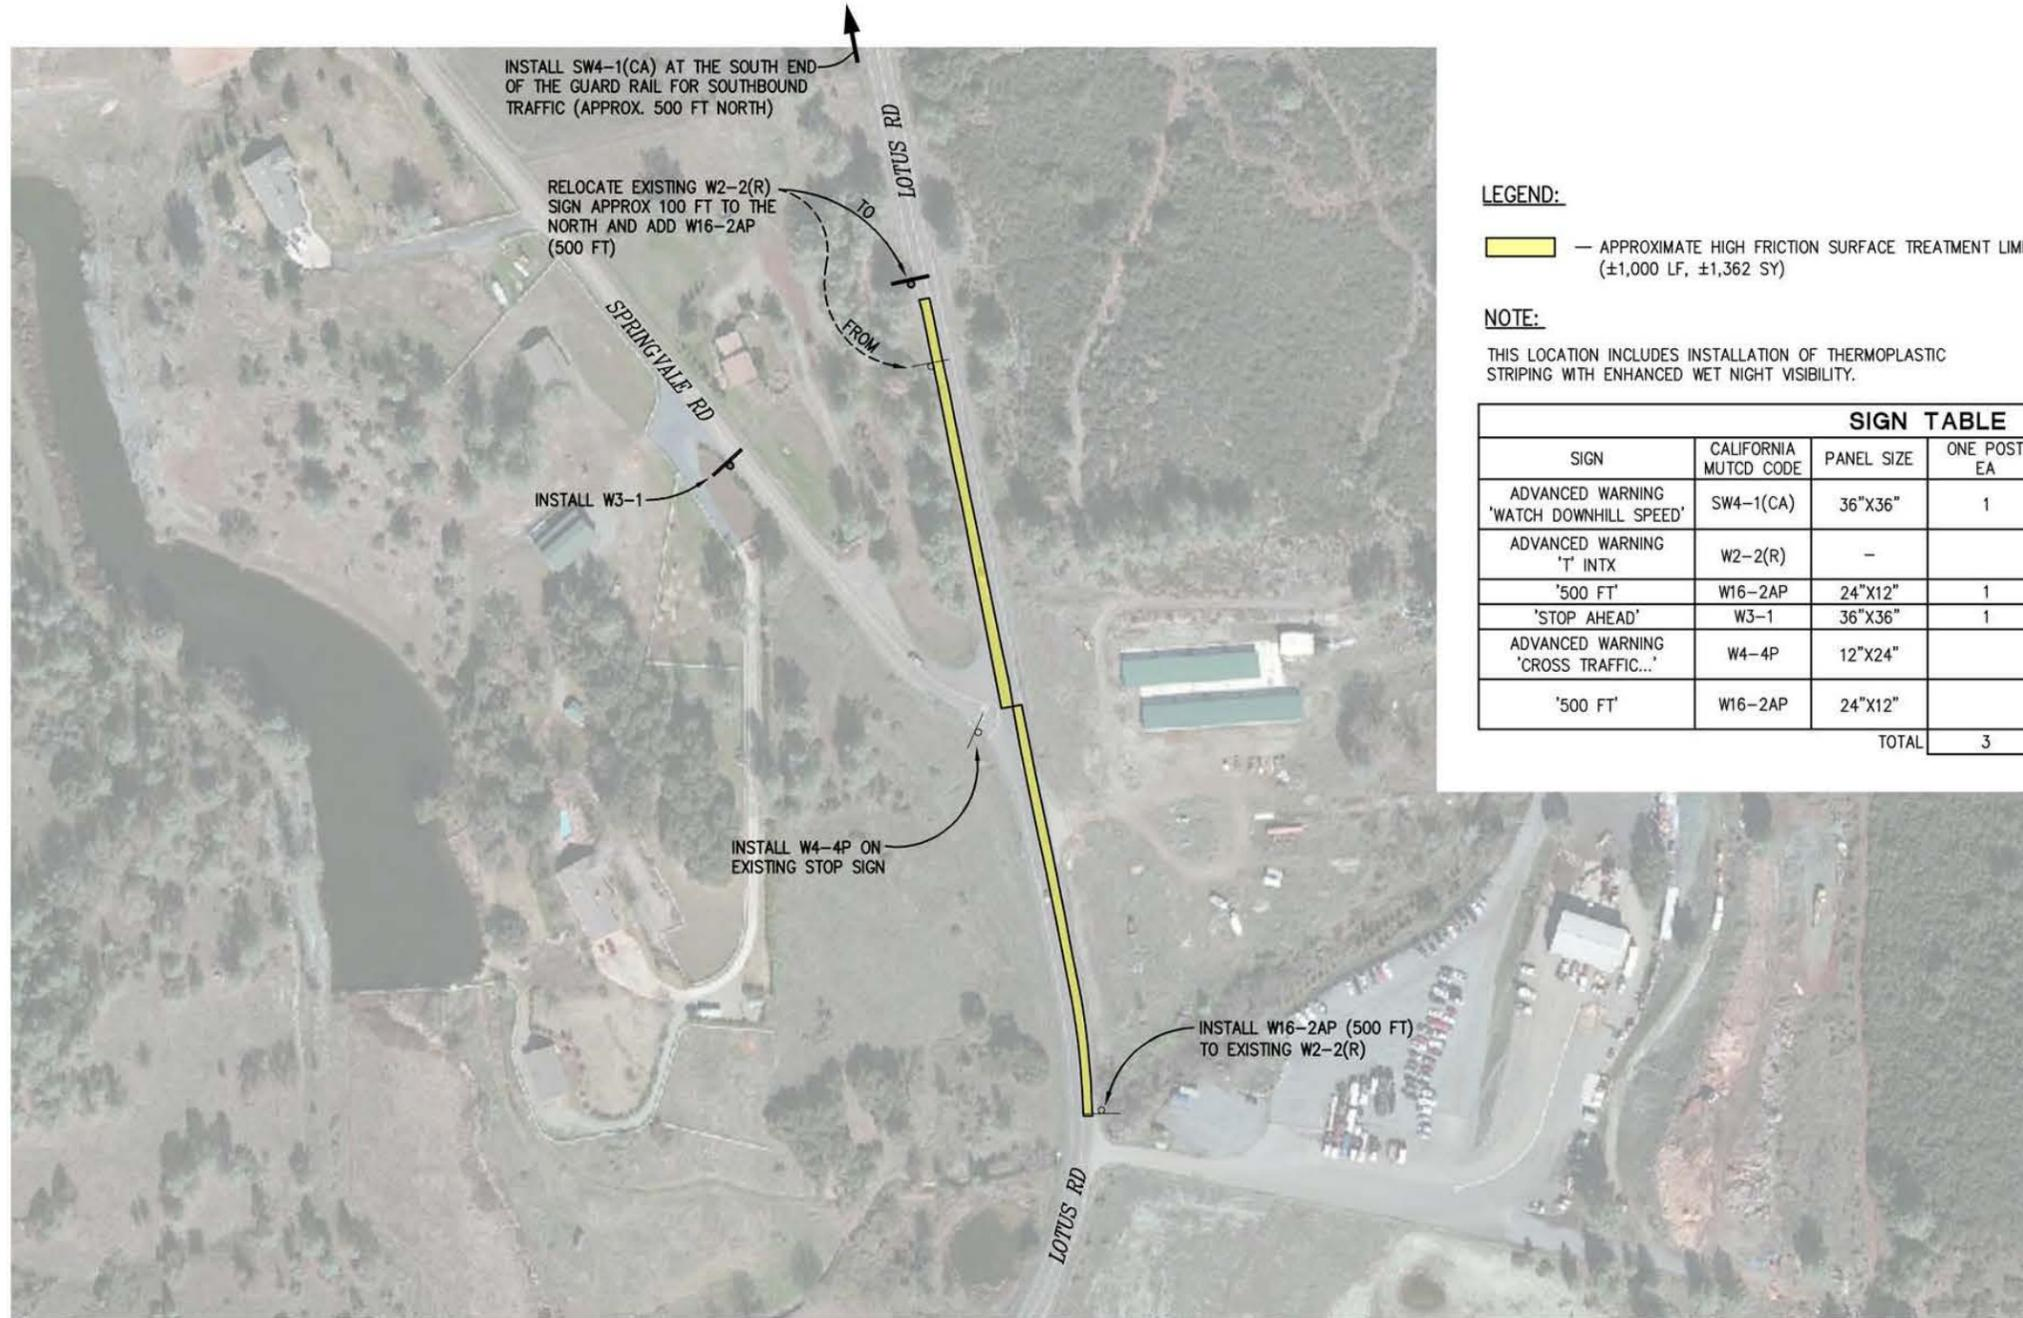 INSTALL SW4-1(CA) AT THE SOUTH END
OF THE GUARD RAIL FOR SOUTHBOUND
TRAFFIC (APPROX. 500 FT NORTH)
LOTUS RD
RELOCATE EXISTING W2-2(R)
SIGN APPROX 100 FT TO THE
NORTH AND ADD W16-2AP
(500 FT)
TO
FROM
SPRINGVALE RD
INSTALL W3-1
INSTALL W4-4P ON
EXISTING STOP SIGN
INSTALL W16-2AP (500 FT)
TO EXISTING W2-2(R)
LOTUS RD
LEGEND:
— APPROXIMATE HIGH FRICTION SURFACE TREATMENT
(±1,000 LF, ±1,362 SY)
NOTE:
THIS LOCATION INCLUDES INSTALLATION OF THERMOPLASTIC
STRIPING WITH ENHANCED WET NIGHT VISIBILITY.
SIGN TABLE
SIGN
CALIFORNIA
MUTCD CODE
PANEL SIZE
ONE POST
EA
ADVANCED WARNING
'WATCH DOWNHILL SPEED'
SW4-1(CA)
36"X36"
1
ADVANCED WARNING
'T' INTX
W2-2(R)
-
'500 FT'
W16-2AP
24"X12"
1
'STOP AHEAD'
W3-1
36"X36"
1
ADVANCED WARNING
'CROSS TRAFFIC...'
W4-4P
12"X24"
'500 FT'
W16-2AP
24"X12"
TOTAL
3